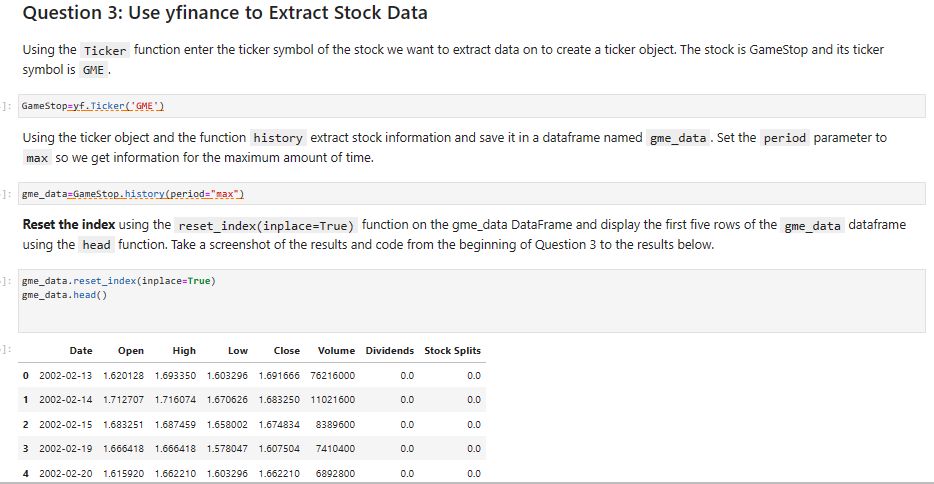 Question 3: Use yfinance to Extract Stock Data
Using the Ticker function enter the ticker symbol of the stock we want to extract data on to create a ticker object. The stock is GameStop and its ticker
symbol is GME .
]: GameStop=yf.Ticker('GME')
Using the ticker object and the function history extract stock information and save it in a dataframe named gme_data . Set the period parameter to
max so we get information for the maximum amount of time.
]: gme_data=GameStop.history(period="max")
Reset the index using the reset_index(inplace=True) function on the gme_data DataFrame and display the first five rows of the gme_data dataframe
using the head function. Take a screenshot of the results and code from the beginning of Question 3 to the results below.
]: gme_data.reset_index(inplace=True)
gme_data.head()
]: Date Open High Low Close Volume Dividends Stock Splits
0 2002-02-13 1.620128 1.693350 1.603296 1.691666 76216000 0.0 0.0
1 2002-02-14 1.712707 1.716074 1.670626 1.683250 11021600 0.0 0.0
2 2002-02-15 1.683251 1.687459 1.658002 1.674834 8389600 0.0 0.0
3 2002-02-19 1.666418 1.666418 1.578047 1.607504 7410400 0.0 0.0
4 2002-02-20 1.615920 1.662210 1.603296 1.662210 6892800 0.0 0.0